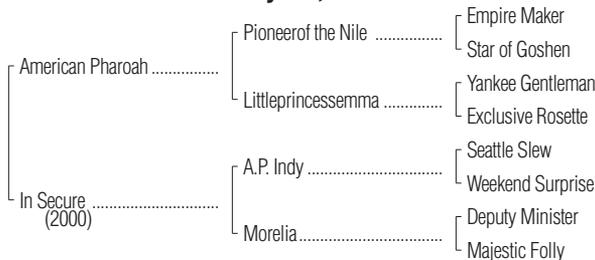 Empire Maker
Pioneerof the Nile ................
Star of Goshen
American Pharoah ................
Yankee Gentleman
Littleprincessemma ..............
Exclusive Rosette
Seattle Slew
A.P. Indy ................................
Weekend Surprise
In Secure ..............................
(2000)
Deputy Minister
Morelia..................................
Majestic Folly